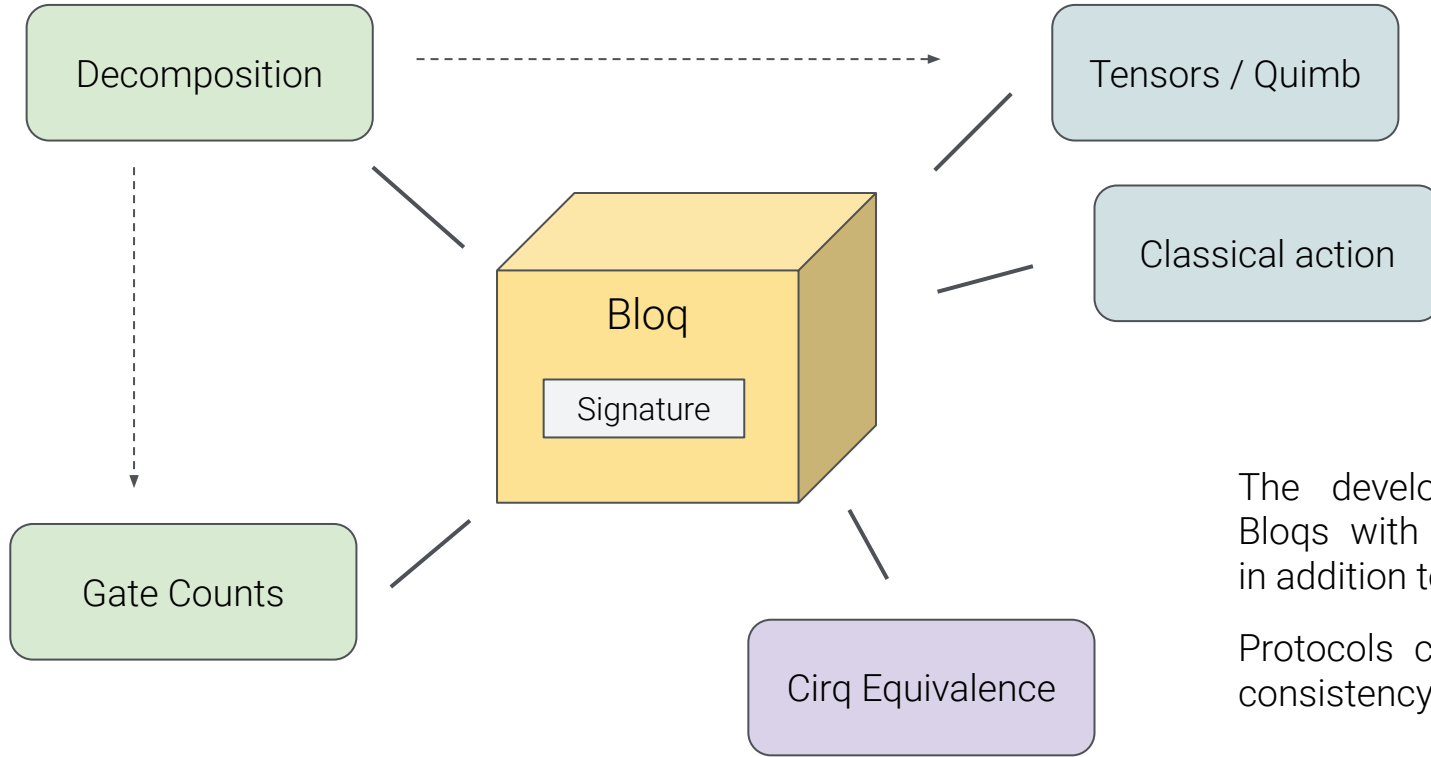 Decomposition
Tensors / Quimb
Classical action
Bloq
Signature
Gate Counts
Cirq Equivalence
The
Bloqs with
in addition
Protocols
consistency